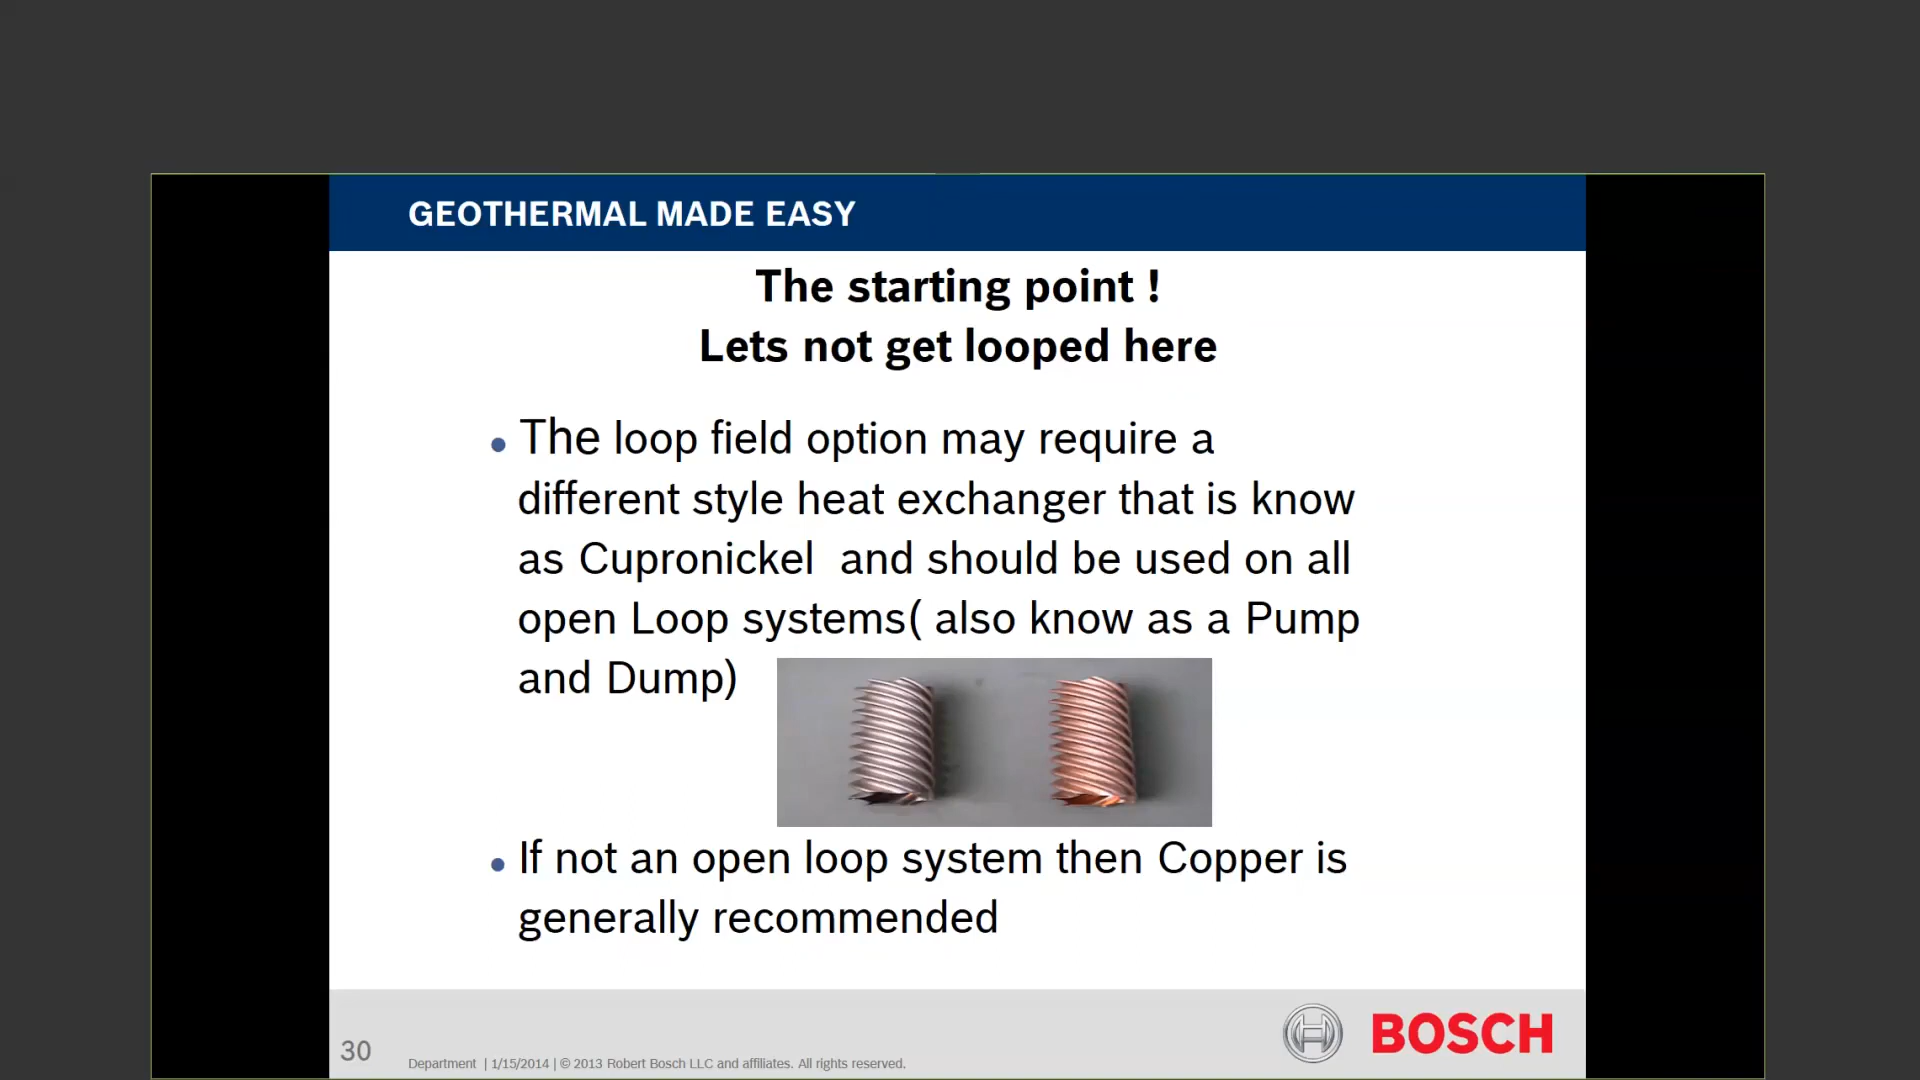 GEOTHERMAL MADE EASY
The starting point !
Lets not get looped here
• The loop field option may require a
different style heat exchanger that is know
as Cupronickel  and should be used on all
open Loop systems( also know as a Pump
and Dump)
• If not an open loop system then Copper is
generally recommended
30
Department | 1/15/2014 | © 2013 Robert Bosch LLC and affiliates. All rights reserved.
BOSCH